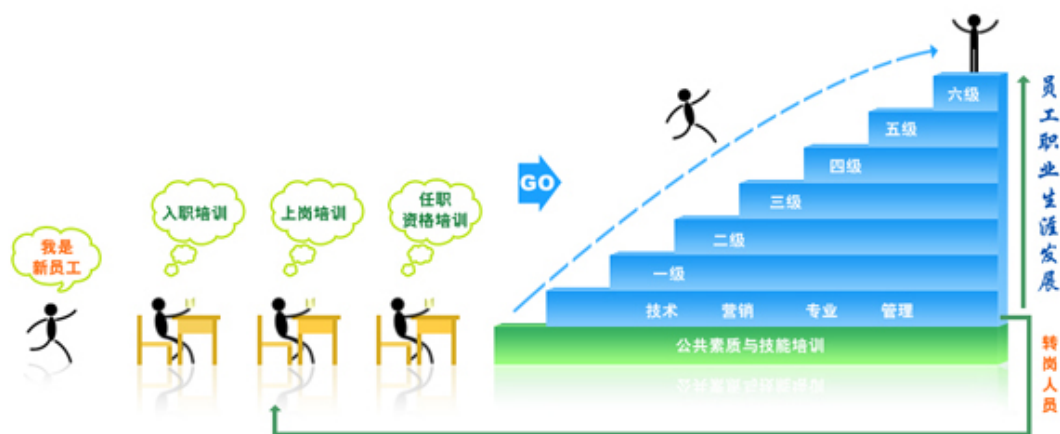 我是
新员工
入职培训
上岗培训
任职
资格培训
GO
六级
五级
四级
三级
二级
一级
技术 营销 专业 管理
公共素质与技能培训
员工职业生涯发展
转岗人员